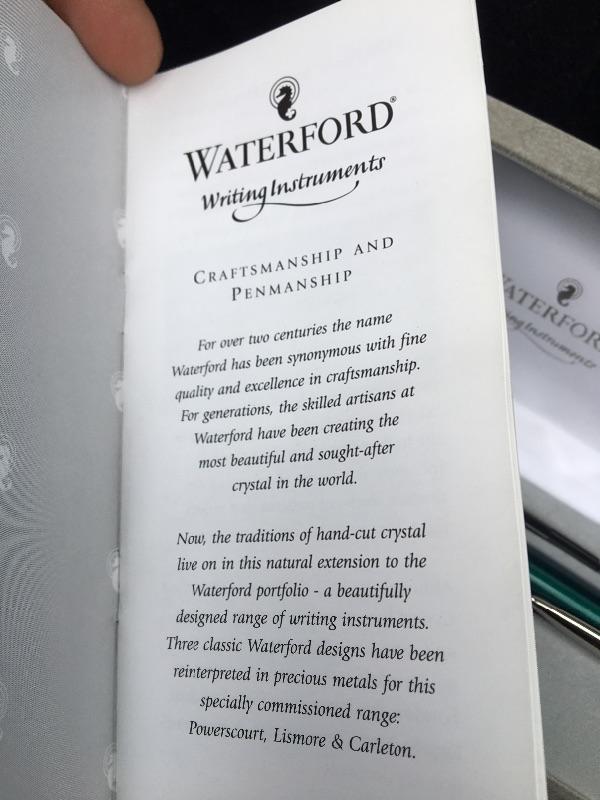 WATERFORD®
Writing Instruments
CRAFTSMANSHIP AND
PENMANSHIP
For over two centuries the name
Waterford has been synonymous with fine
quality and excellence in craftsmanship.
For generations, the skilled artisans at
Waterford have been creating the
most beautiful and sought-after
crystal in the world.
Now, the traditions of hand-cut crystal
live on in this natural extension to the
Waterford portfolio - a beautifully
designed range of writing instruments.
Three classic Waterford designs have been
reinterpreted in precious metals for this
specially commissioned range:
Powerscourt, Lismore & Carleton.
WATERFOR
ing Instruments